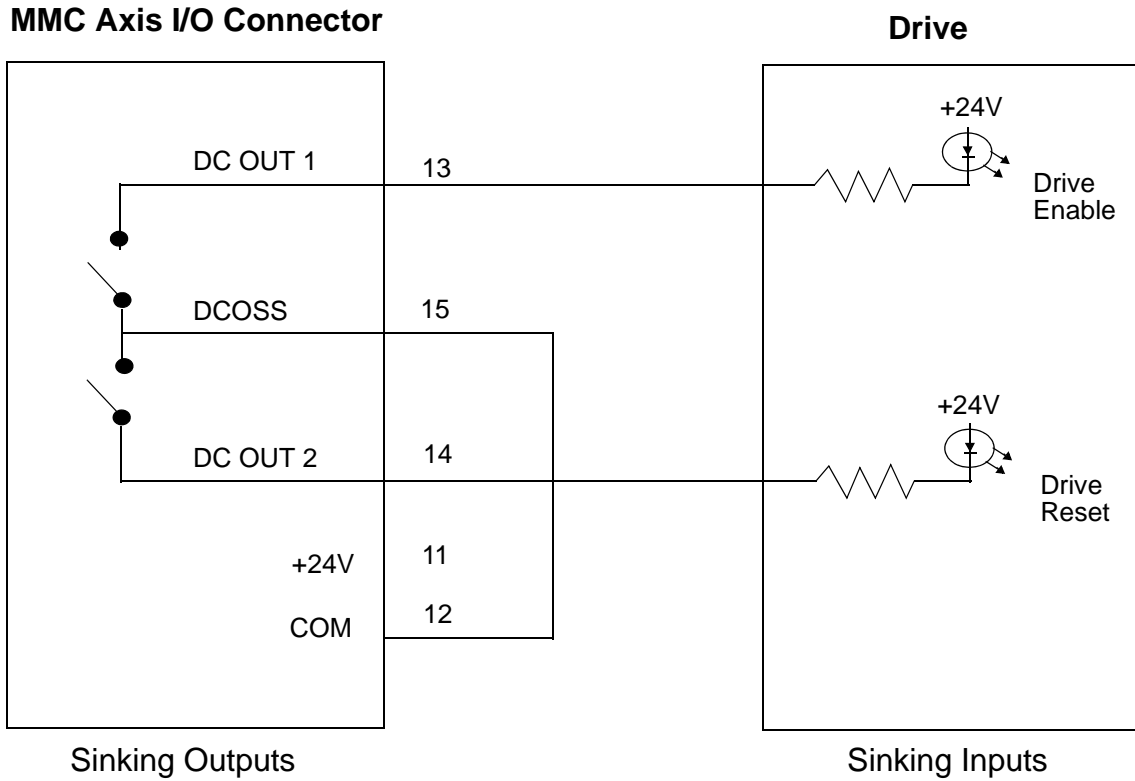 MMC Axis I/O Connector
Drive
+24V
DC OUT 1
13
Drive
Enable
DCOSS
15
+24V
DC OUT 2
14
Drive
Reset
+24V
11
COM
12
Sinking Outputs
Sinking Inputs